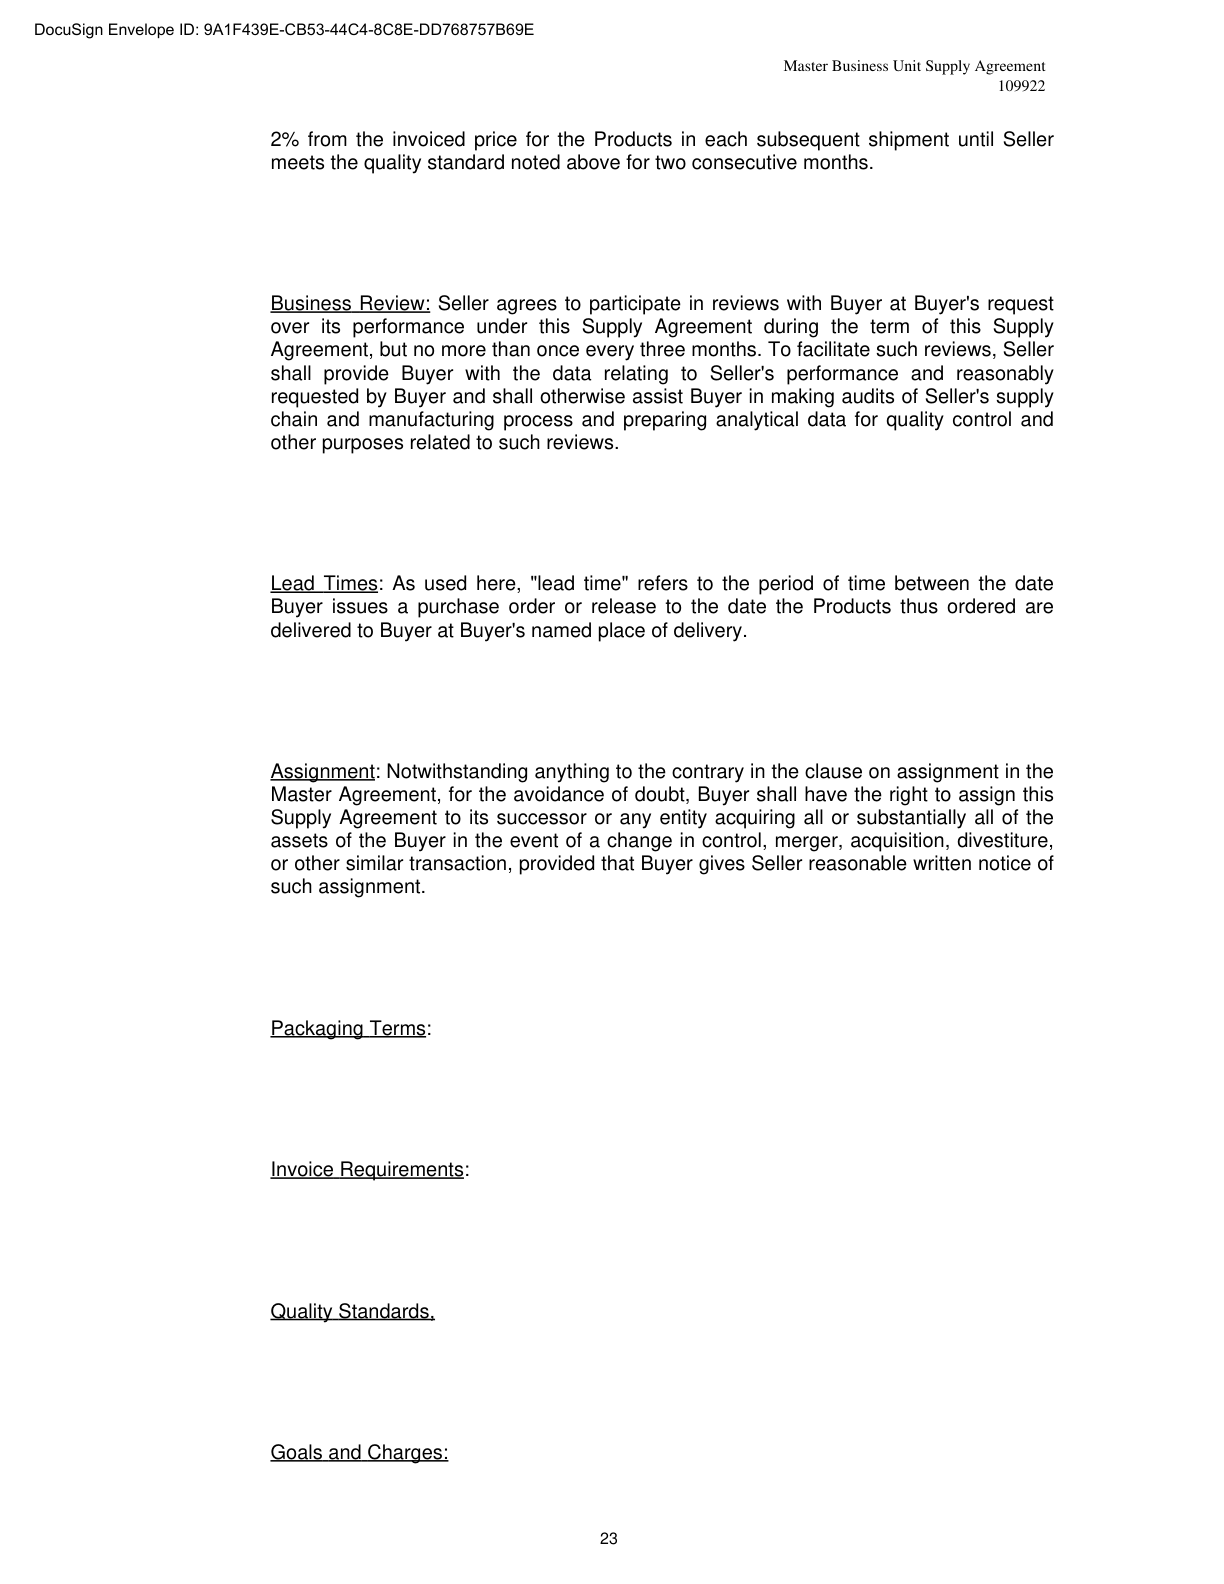 DocuSign Envelope ID: 9A1F439E-CB53-44C4-8C8E-DD768757B69E
Master Business Unit Supply Agreement
109922
2% from the invoiced price for the Products in each subsequent shipment until Seller
meets the quality standard noted above for two consecutive months.
Business Review: Seller agrees to participate in reviews with Buyer at Buyer's request
over its performance under this Supply Agreement during the term of this Supply
Agreement, but no more than once every three months. To facilitate such reviews, Seller
shall provide Buyer with the data relating to Seller's performance and reasonably
requested by Buyer and shall otherwise assist Buyer in making audits of Seller's supply
chain and manufacturing process and preparing analytical data for quality control and
other purposes related to such reviews.
Lead Times: As used here, "lead time" refers to the period of time between the date
Buyer issues a purchase order or release to the date the Products thus ordered are
delivered to Buyer at Buyer's named place of delivery.
Assignment: Notwithstanding anything to the contrary in the clause on assignment in the
Master Agreement, for the avoidance of doubt, Buyer shall have the right to assign this
Supply Agreement to its successor or any entity acquiring all or substantially all of the
assets of the Buyer in the event of a change in control, merger, acquisition, divestiture,
or other similar transaction, provided that Buyer gives Seller reasonable written notice of
such assignment.
Packaging Terms:
Invoice Requirements:
Quality Standards,
Goals and Charges:
23